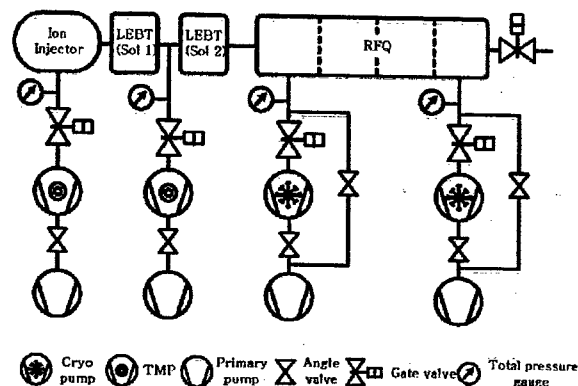 Ion
Injector
LEBT
(Sol 1)
LEBT
(Sol 2)
RFQ
Cryo
pump
TMP
Primary
pump
Angle
valve
Gate valve
Total pressure
gauge